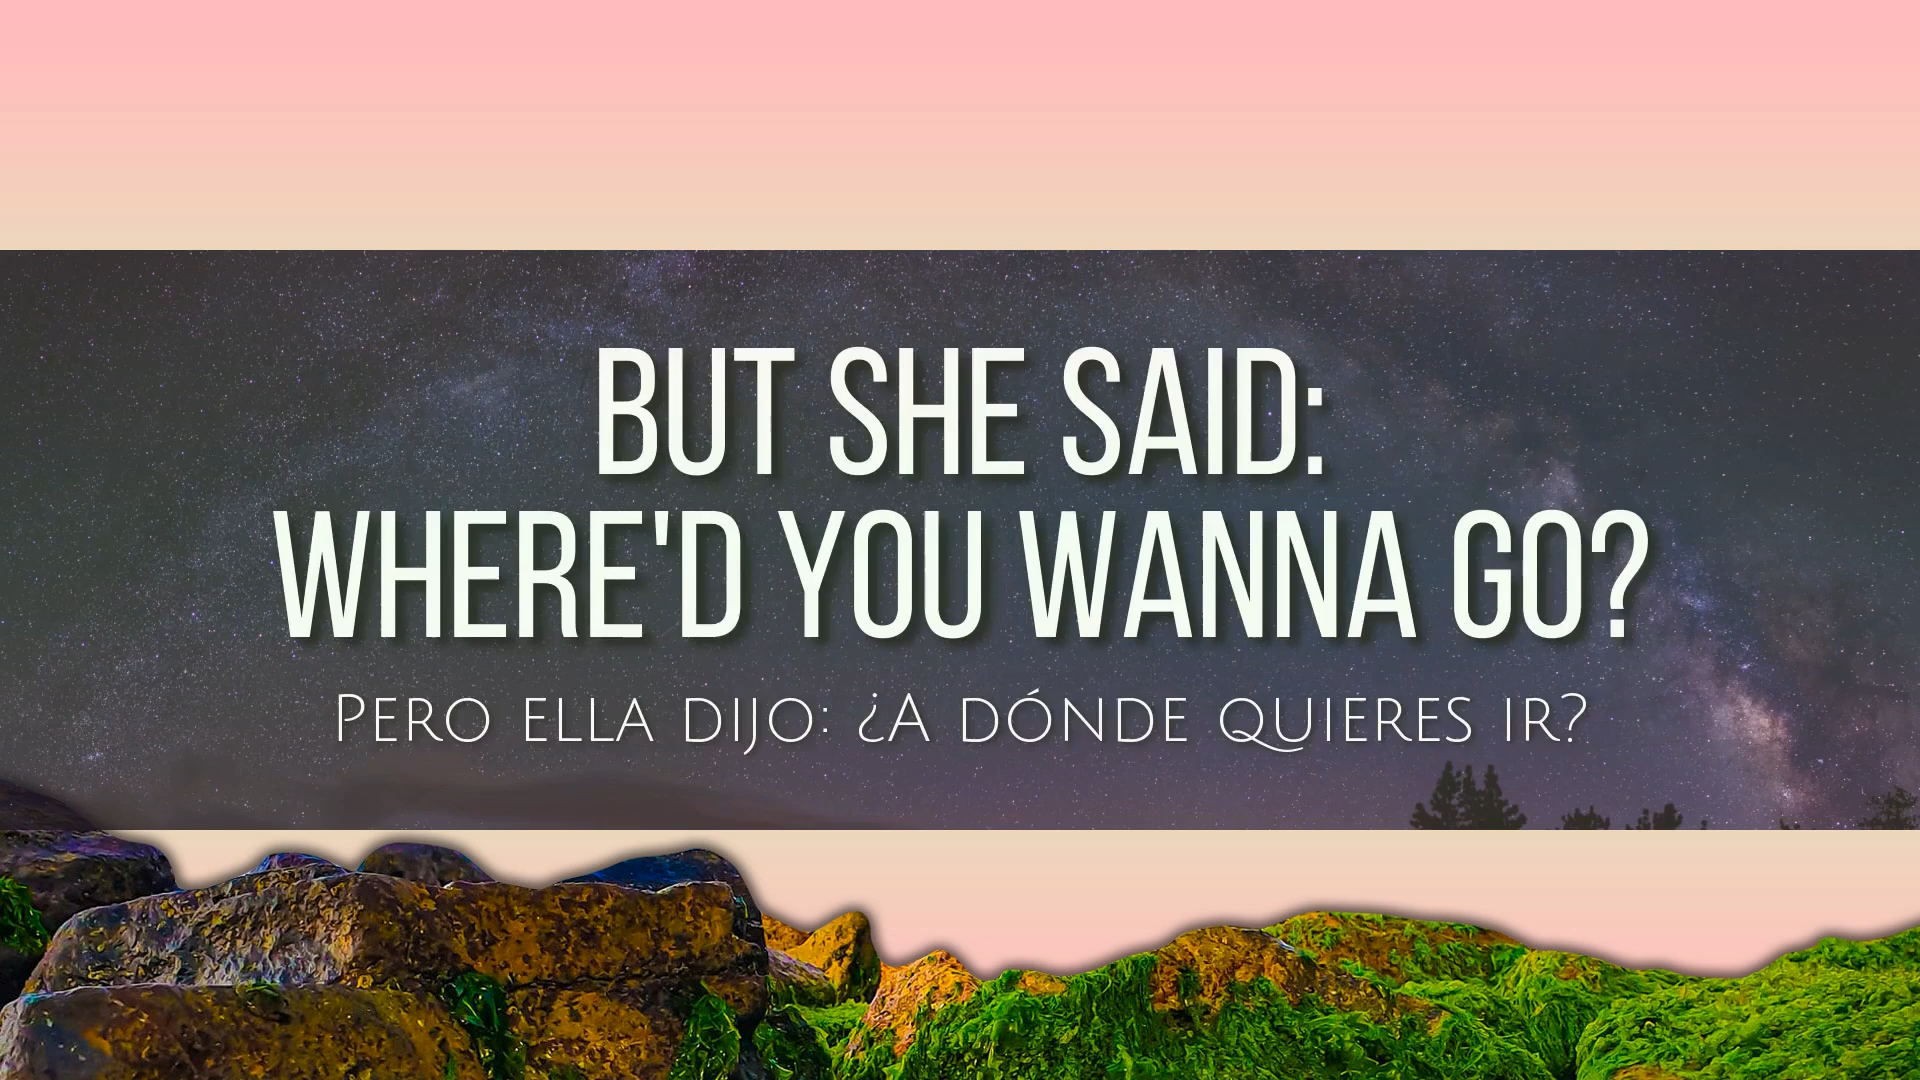 BUT SHE SAID:
WHERE'D YOU WANNA GO?
Pero ella dijo: ¿A dónde quieres ir?